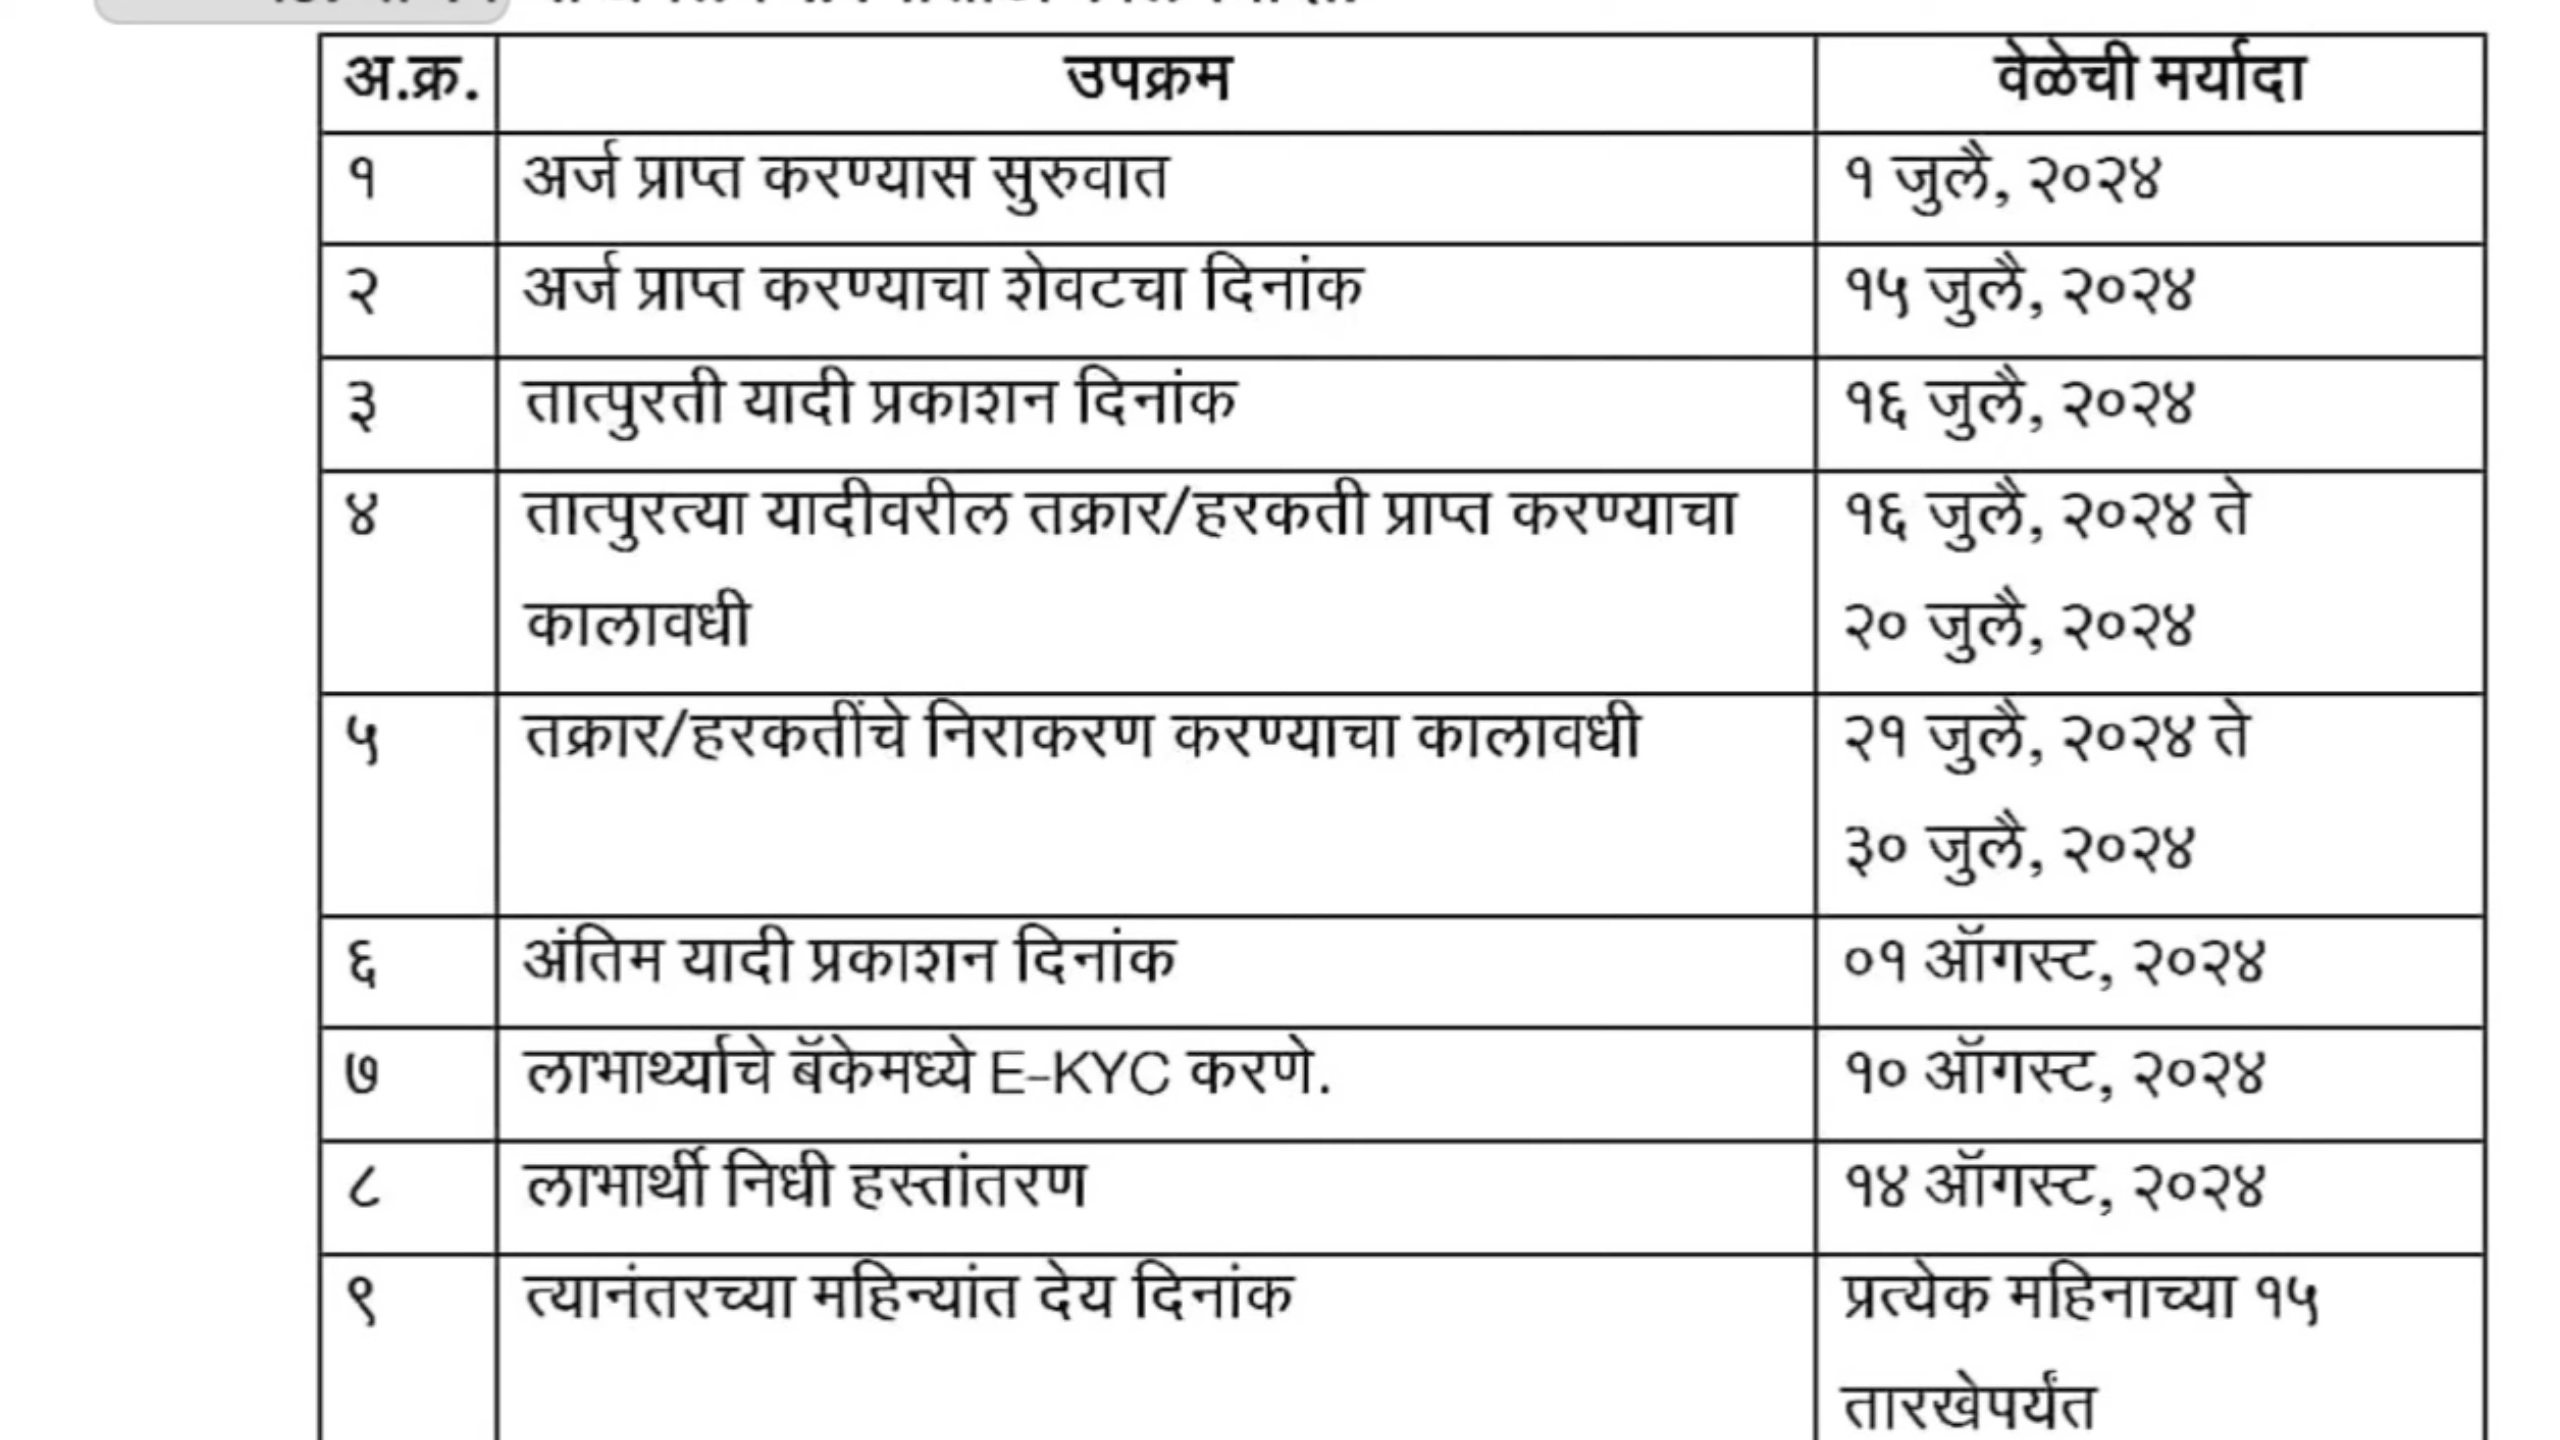 अ.क्र. उपक्रम वेळेची मर्यादा
१ अर्ज प्राप्त करण्यास सुरुवात १ जुलै, २०२४
२ अर्ज प्राप्त करण्याचा शेवटचा दिनांक १५ जुलै, २०२४
३ तात्पुरती यादी प्रकाशन दिनांक १६ जुलै, २०२४
४ तात्पुरत्या यादीवरील तक्रार/हरकती प्राप्त करण्याचा १६ जुलै, २०२४ ते
कालावधी २० जुलै, २०२४
५ तक्रार/हरकतींचे निराकरण करण्याचा कालावधी २१ जुलै, २०२४ ते
३० जुलै, २०२४
६ अंतिम यादी प्रकाशन दिनांक ०१ ऑगस्ट, २०२४
७ लाभार्थ्याचे बॅकेमध्ये E-KYC करणे. १० ऑगस्ट, २०२४
८ लाभार्थी निधी हस्तांतरण १४ ऑगस्ट, २०२४
९ त्यानंतरच्या महिन्यांत देय दिनांक प्रत्येक महिनाच्या १५
तारखेपर्यंत